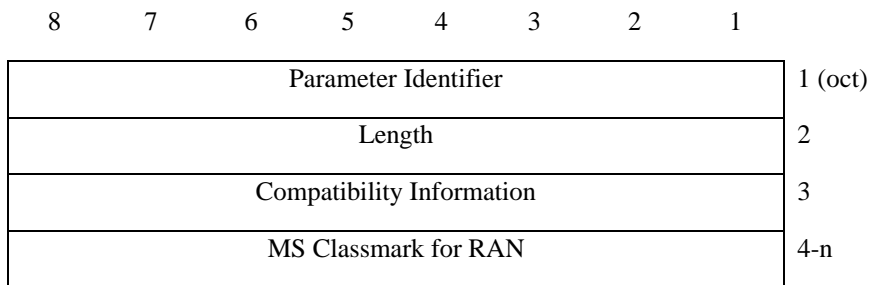 8 7 6 5 4 3 2 1
Parameter Identifier 1 (oct)
Length 2
Compatibility Information 3
MS Classmark for RAN 4-n